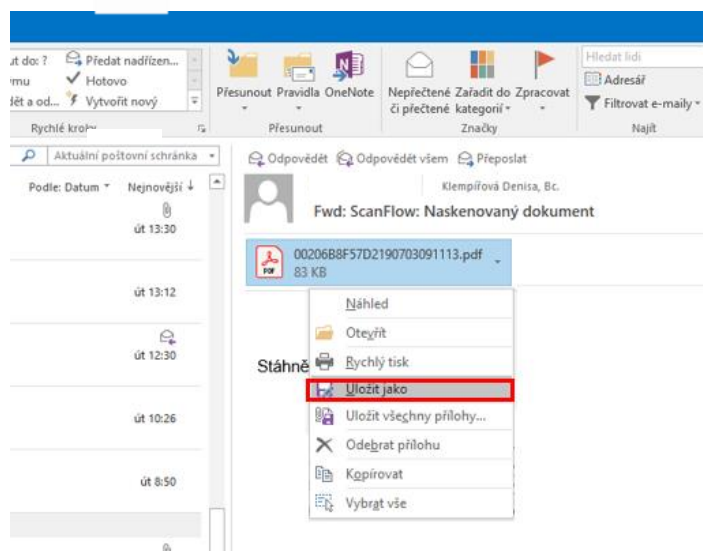 ut do: ?
Předat nadřízen...
ýmu
Hotovo
dět a od...
Vytvořit nový
Rychlé kroky
Přesunout Pravidla OneNote
Přesunout
Nepřečtené Zařadit do Zpracovat
či přečtené kategorií
Značky
Hledat lidi
Adresář
Filtrovat e-maily
Najít
Aktuální poštovní schránka
Podle: Datum Nejnovější ↓
út 13:30
út 13:12
út 12:30
út 10:26
út 8:50
Odpovědět Odpovědět všem Přeposlat
Klempířová Denisa, Bc.
Fwd: ScanFlow: Naskenovaný dokument
PDF
00206B8F57D2190703091113.pdf
83 KB
Stáhně
Náhled
Otevřít
Rychlý tisk
Uložit jako
Uložit všechny přílohy...
Odebrat přílohu
Kopírovat
Vybrat vše